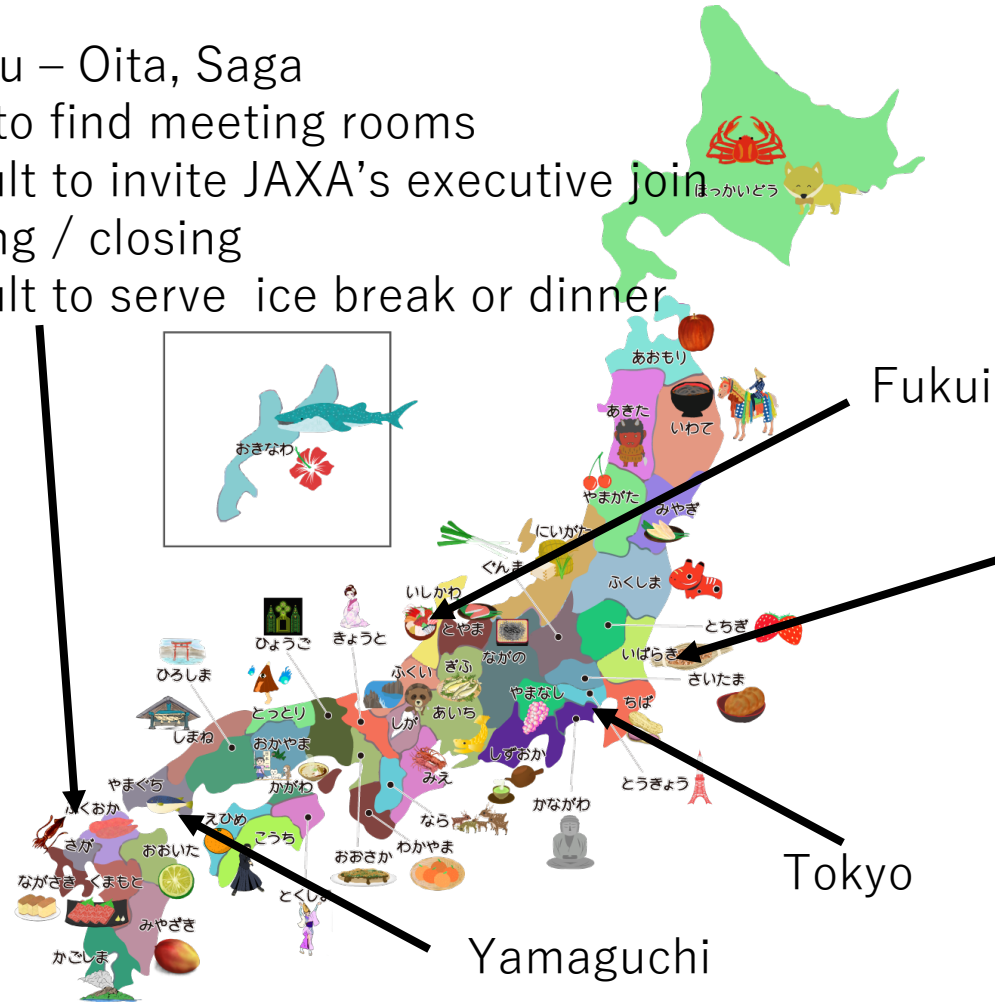 u – Oita, Saga
to find meeting rooms
ult to invite JAXA's executive join
ng / closing
ult to serve ice break or dinner
ほっかいどう
あおもり
Fukui
あきた
いわて
おきなわ
やまがた
みやぎ
にいがた
ぐんま
ふくしま
いしかわ
とやま
ひょうご
きょうと
とちぎ
いばらき
ながの
ふくい
ぎふ
さいたま
ひろしま
やまなし
ちば
とっとり
しが
あいち
しまね
おかやま
しずおか
みえ
とうきょう
やまぐち
かがわ
かながわ
ふくおか
えひめ
なら
さが
こうち
わかやま
おおいた
おおさか
Tokyo
ながさき
くまもと
とくしま
みやざき
かごしま
Yamaguchi